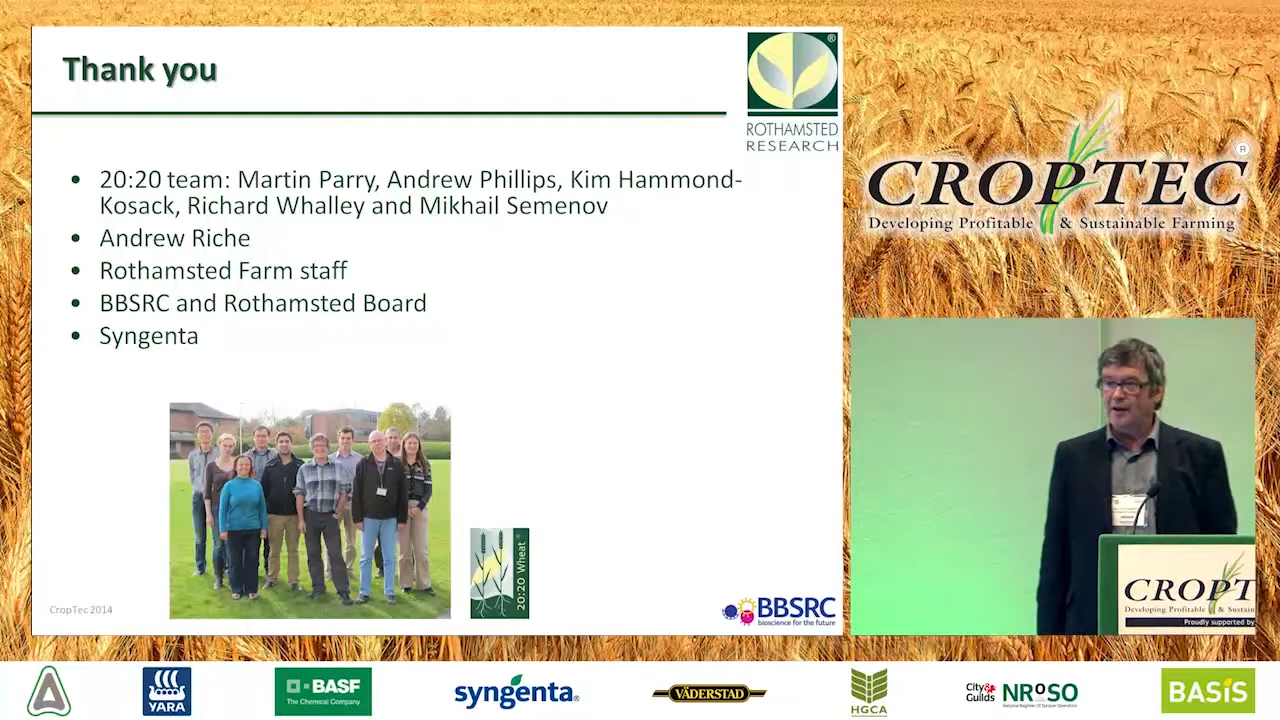 Thank you
ROTHAMSTED
RESEARCH
• 20:20 team: Martin Parry, Andrew Phillips, Kim Hammond-
Kosack, Richard Whalley and Mikhail Semenov
• Andrew Riche
• Rothamsted Farm staff
• BBSRC and Rothamsted Board
• Syngenta
20:20 Wheat®
CropTec 2014
BBSRC
bioscience for the future
CROPTEC®
Developing Profitable & Sustainable Farming
CROPT
Developing Profitable & Sustain
Proudly supported by
YARA
BASF
The Chemical Company
syngenta
VÄDERSTAD
HGCA
City&
Guilds
NRoSO
National Register Of Sprayer Operators
BASIS